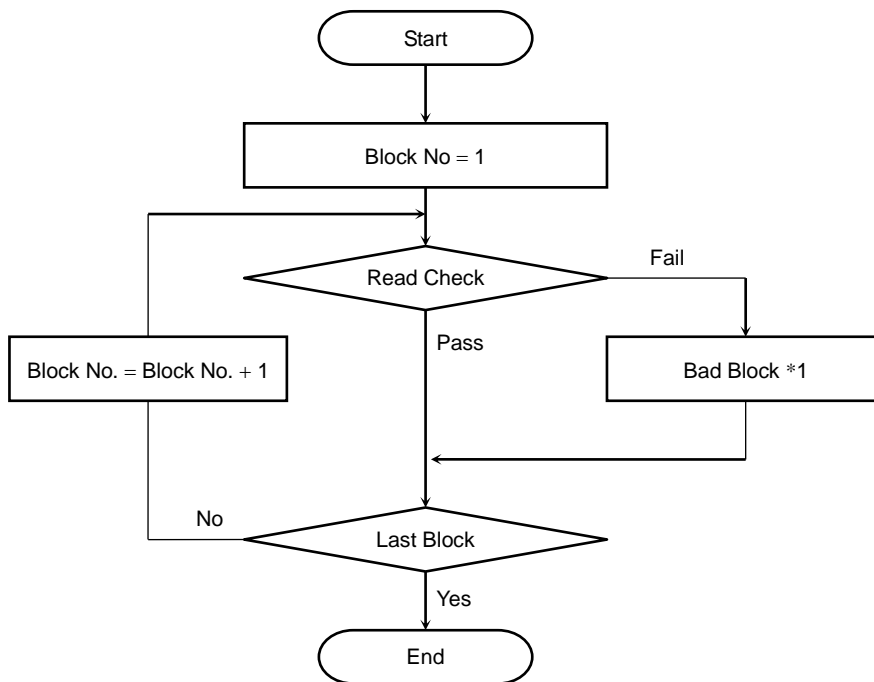 Start
Block No = 1
Read Check
Fail
Pass
Block No. = Block No. + 1
Bad Block *1
No
Last Block
Yes
End